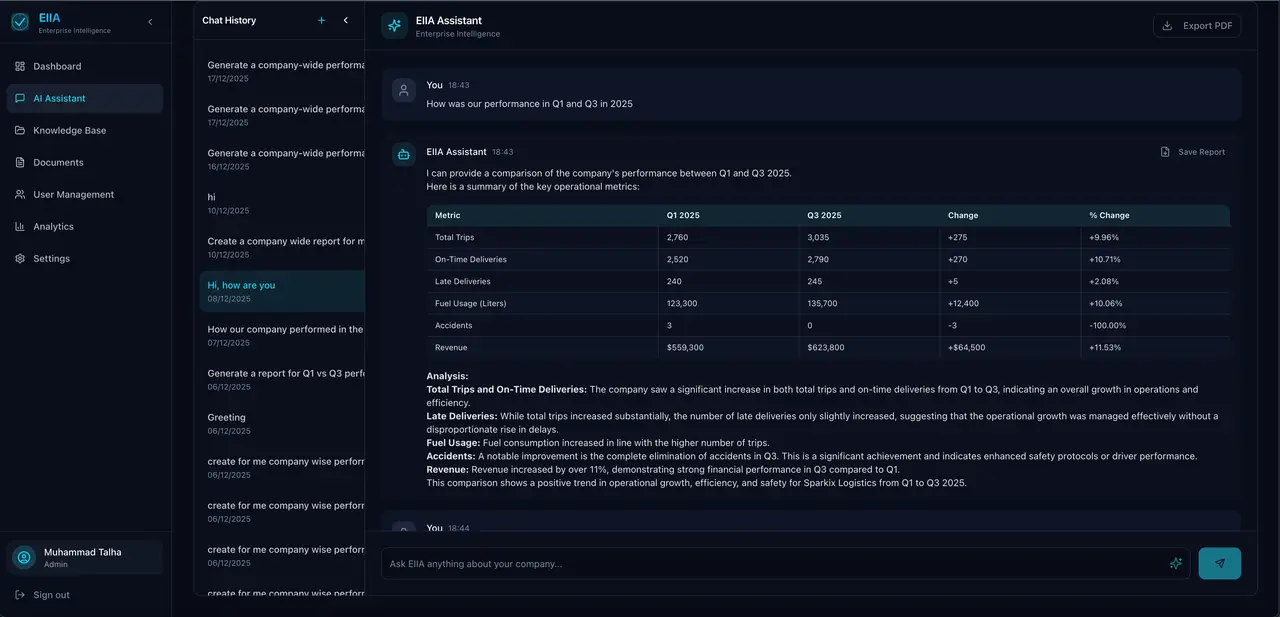 EIIA
Enterprise Intelligence
Dashboard
AI Assistant
Knowledge Base
Documents
User Management
Analytics
Settings
Muhammad Talha
Admin
Sign out
Chat History
Generate a company-wide performa
17/12/2025
Generate a company-wide performa
17/12/2025
Generate a company-wide performa
16/12/2025
hi
10/12/2025
Create a company wide report for m
10/12/2025
Hi, how are you
08/12/2025
How our company performed in the
07/12/2025
Generate a report for Q1 vs Q3 perf
06/12/2025
Greeting
06/12/2025
create for me company wise perforr
06/12/2025
create for me company wise perforr
06/12/2025
create for me company wise perforr
06/12/2025
create for me company wise perforr
EIIA Assistant
Enterprise Intelligence
Export PDF
You 18:43
How was our performance in Q1 and Q3 in 2025
EIIA Assistant 18:43
Save Report
I can provide a comparison of the company's performance between Q1 and Q3 2025.
Here is a summary of the key operational metrics:
Metric Q1 2025 Q3 2025 Change % Change
Total Trips 2,760 3,035 +275 +9.96%
On-Time Deliveries 2,520 2,790 +270 +10.71%
Late Deliveries 240 245 +5 +2.08%
Fuel Usage (Liters) 123,300 135,700 +12,400 +10.06%
Accidents 3 0 -3 -100.00%
Revenue $559,300 $623,800 +$64,500 +11.53%
Analysis:
Total Trips and On-Time Deliveries: The company saw a significant increase in both total trips and on-time deliveries from Q1 to Q3, indicating an overall growth in operations and
efficiency.
Late Deliveries: While total trips increased substantially, the number of late deliveries only slightly increased, suggesting that the operational growth was managed effectively without a
disproportionate rise in delays.
Fuel Usage: Fuel consumption increased in line with the higher number of trips.
Accidents: A notable improvement is the complete elimination of accidents in Q3. This is a significant achievement and indicates enhanced safety protocols or driver performance.
Revenue: Revenue increased by over 11%, demonstrating strong financial performance in Q3 compared to Q1.
This comparison shows a positive trend in operational growth, efficiency, and safety for Sparkix Logistics from Q1 to Q3 2025.
You 18:44
Ask EIIA anything about your company...